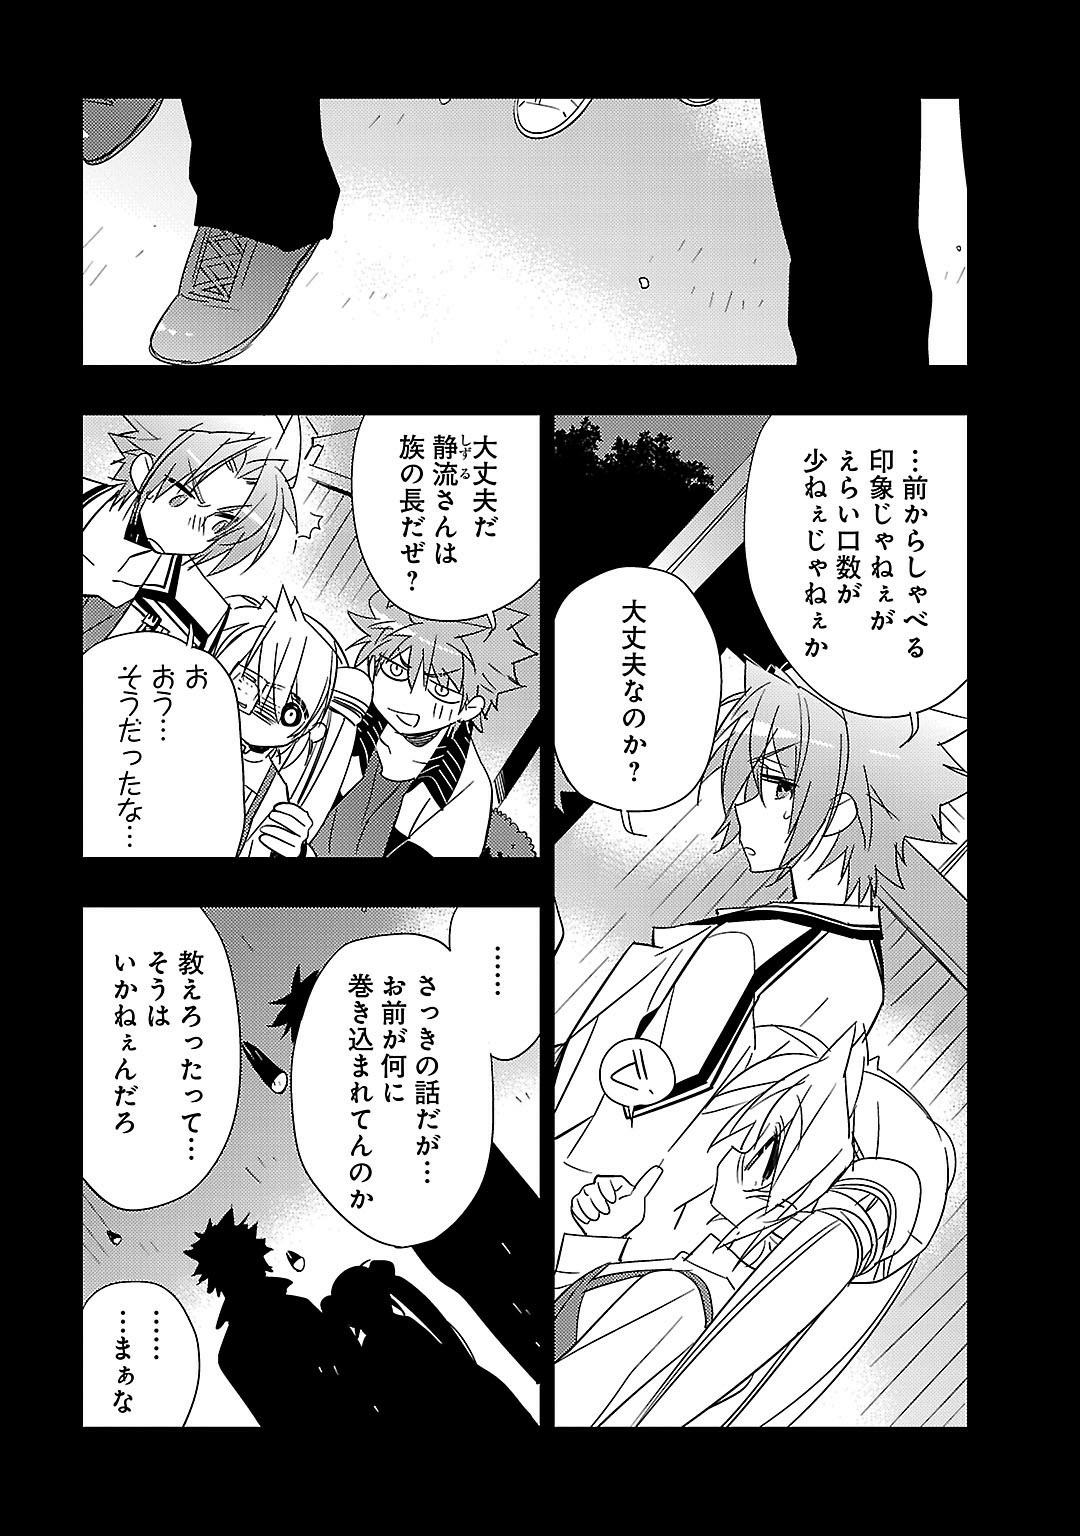 …前からしゃべる
印象じゃねぇが
えらい口数が
少ねぇじゃねぇか
大丈夫なのか?
大丈夫だ
静流さんは
しずる
族の長だぜ?
お
おう…
そうだったな…
……
さっきの話だが…
お前が何に
巻き込まれてんのか
教えろったって…
そうは
いかねぇんだろ
……
…まぁな